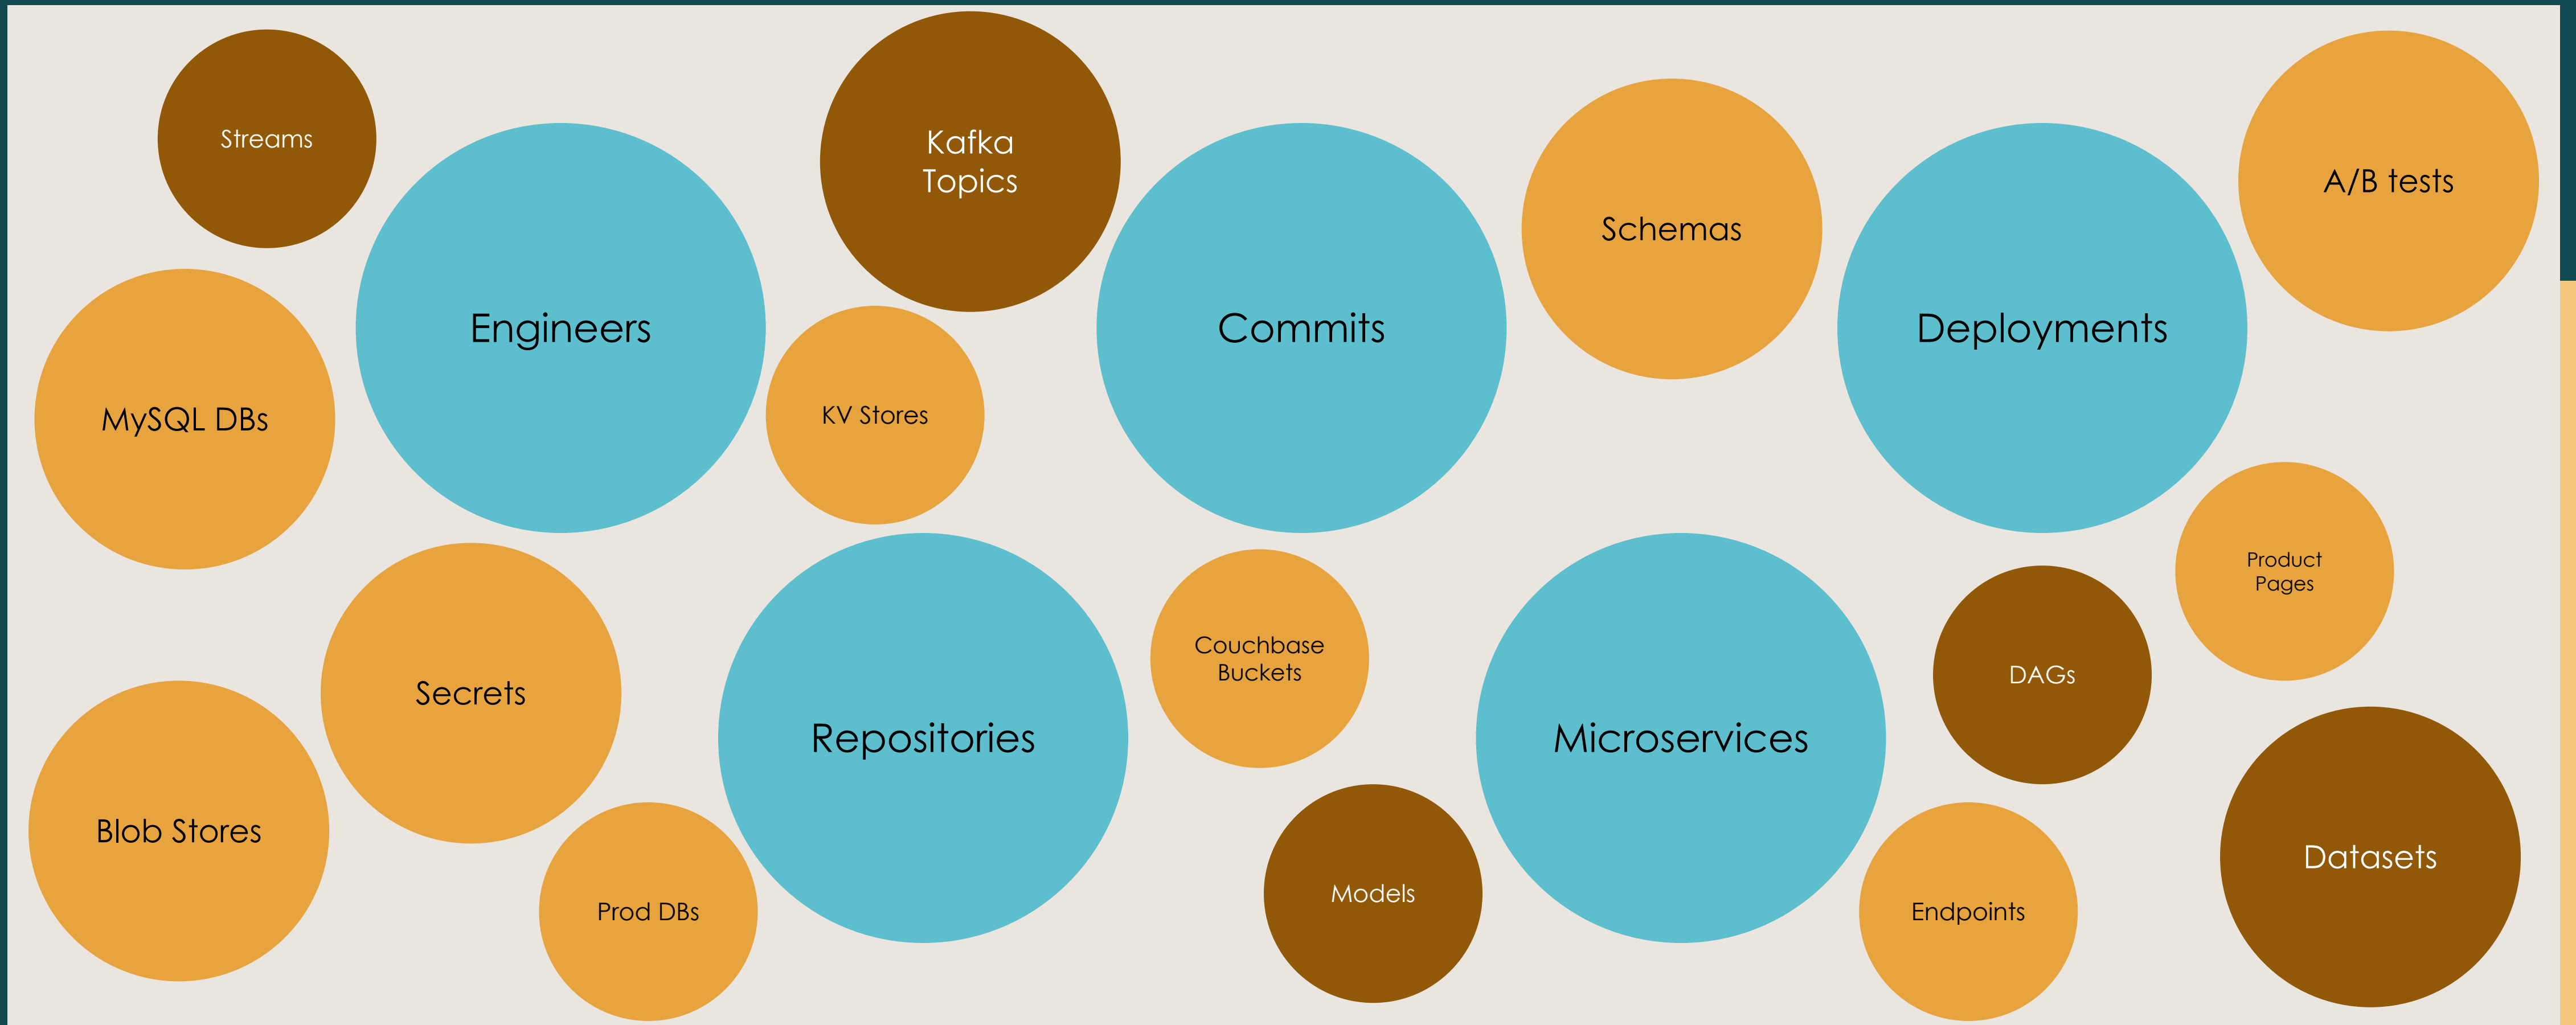 Streams
Kafka
Topics
A/B tests
Schemas
Engineers
Commits
Deployments
MySQL DBs
KV Stores
Product
Pages
Couchbase
Buckets
DAGs
Secrets
Repositories
Microservices
Blob Stores
Datasets
Models
Prod DBs
Endpoints